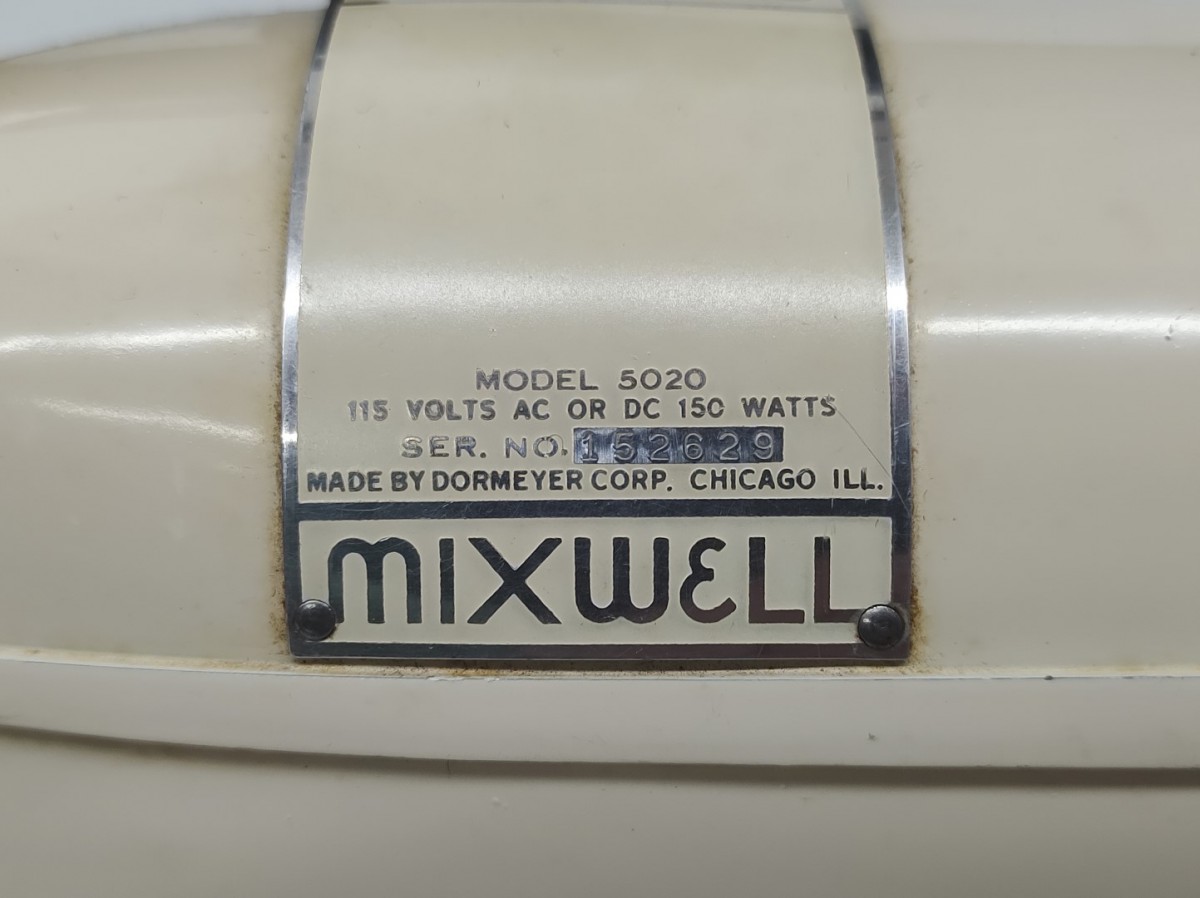 MODEL 5020
115 VOLTS AC OR DC 150 WATTS
SER. NO. 152629
MADE BY DORMEYER CORP. CHICAGO ILL.
MIXWELL